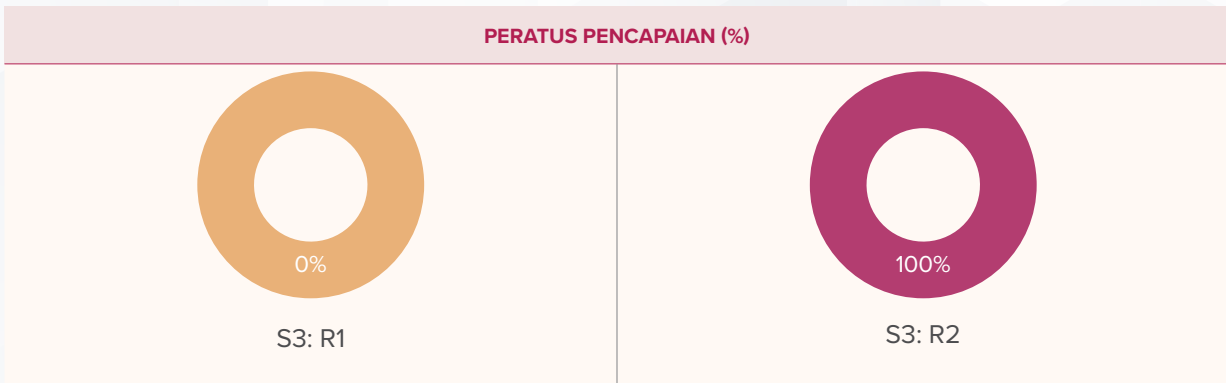 PERATUS PENCAPAIAN (%)
0%
S3: R1
100%
S3: R2